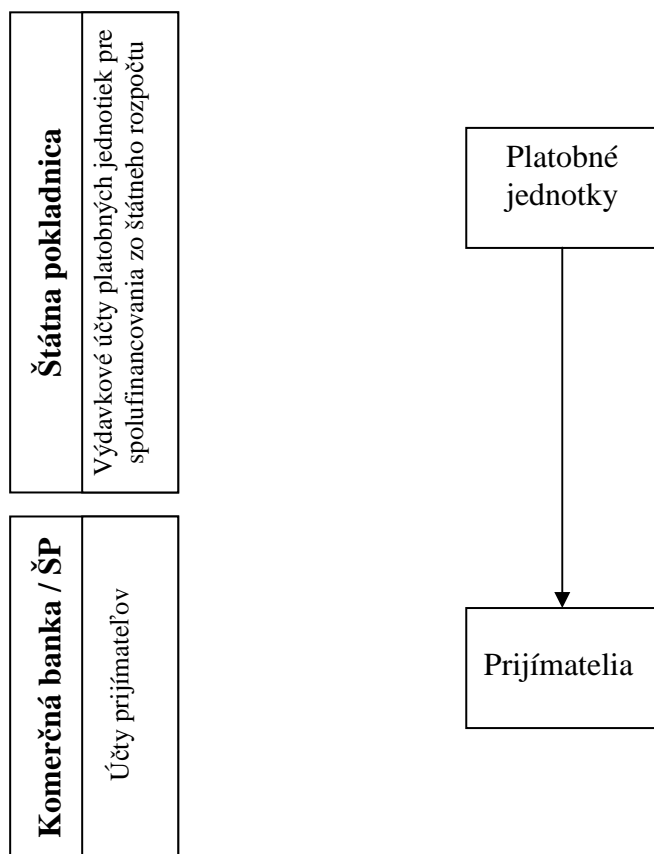 Štátna pokladnica
Výdavkové účty platobných jednotiek pre
spolufinancovania zo štátneho rozpočtu
Platobné
jednotky
Komerčná banka / ŠP
Účty prijímateľov
Prijímatelia